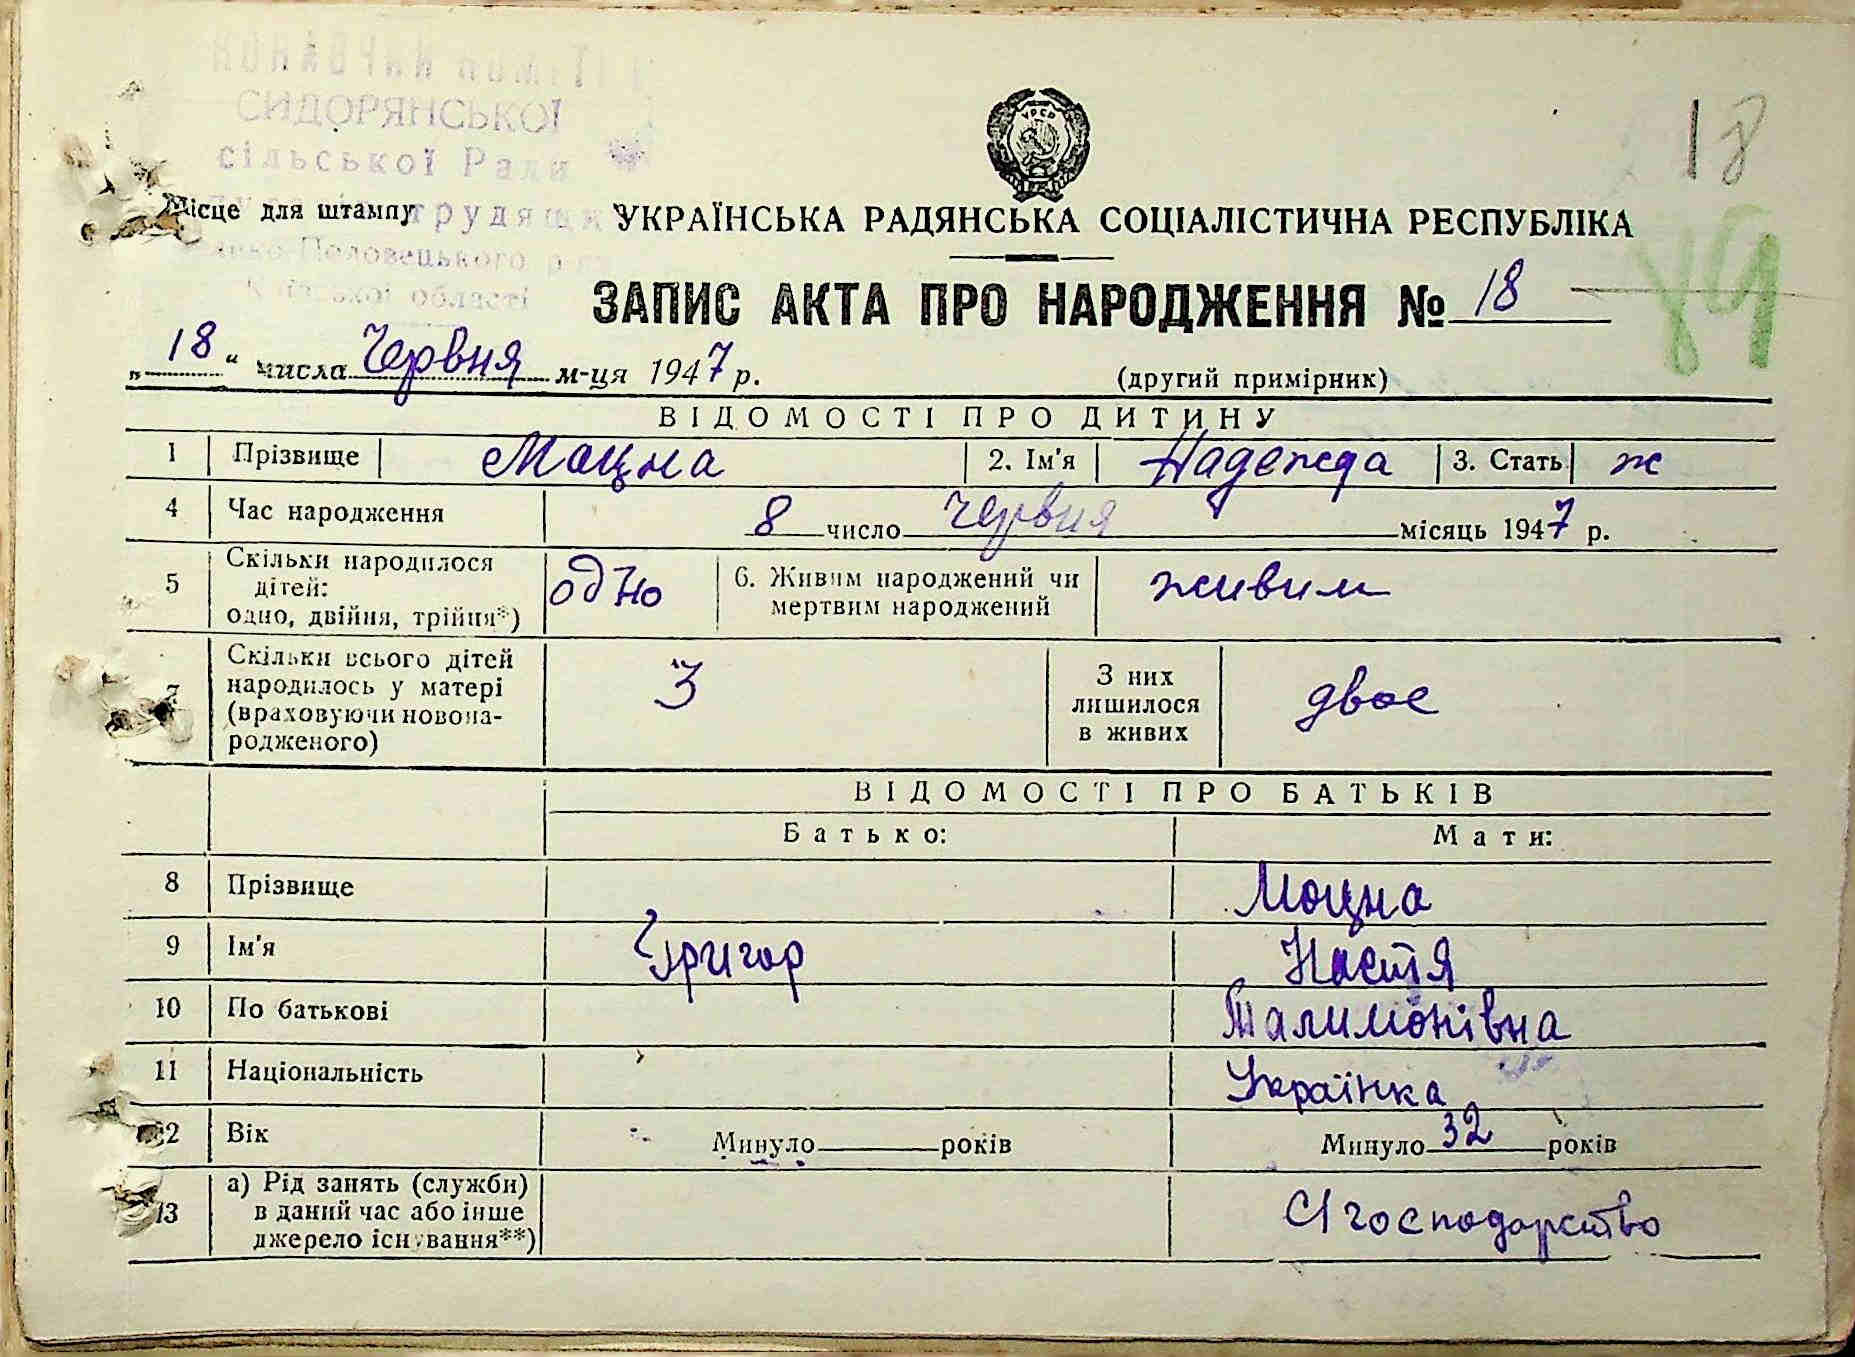 СИДОРЯНСЬКОЇ
сільської Ради
Місце для штампу
Київської області
УРСР
18
УКРАЇНСЬКА РАДЯНСЬКА СОЦІАЛІСТИЧНА РЕСПУБЛІКА
ЗАПИС АКТА ПРО НАРОДЖЕННЯ № 18
„ 18 “ числа Червня м-ця 1947 р.
(другий примірник)
ВІДОМОСТІ ПРО ДИТИНУ
1 Прізвище Моцна 2. Ім'я Надежда 3. Стать ж
4 Час народження 8 число Червня місяць 1947 р.
5 Скільки народилося дітей: одно, двійня, трійня*) одно 6. Живим народжений чи мертвим народжений живим
7 Скільки всього дітей народилось у матері (враховуючи новонародженого) 3 З них лишилося в живих двоє
ВІДОМОСТІ ПРО БАТЬКІВ
Батько: Мати:
8 Прізвище Моцна
9 Ім'я Григор Настя
10 По батькові Талимонівна
11 Національність Українка
12 Вік Минуло років Минуло 32 років
13 а) Рід занять (служби) в даний час або інше джерело існування**) С/господарство